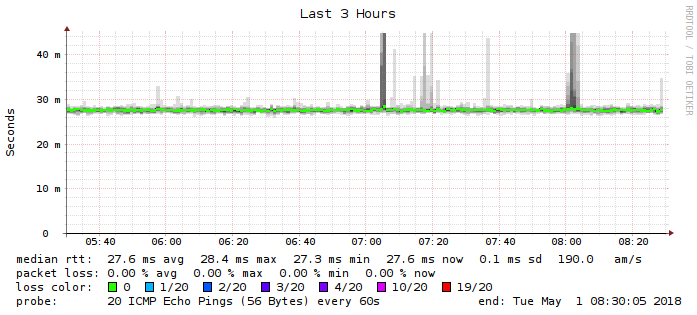 Last 3 Hours
RRDTOOL / TOBI OETIKER
Seconds
40 m
30 m
20 m
10 m
0
05:40 06:00 06:20 06:40 07:00 07:20 07:40 08:00 08:20
median rtt: 27.6 ms avg 28.4 ms max 27.3 ms min 27.6 ms now 0.1 ms sd 190.0 am/s
packet loss: 0.00 % avg 0.00 % max 0.00 % min 0.00 % now
loss color: 0 1/20 2/20 3/20 4/20 10/20 19/20
probe: 20 ICMP Echo Pings (56 Bytes) every 60s end: Tue May 1 08:30:05 2018